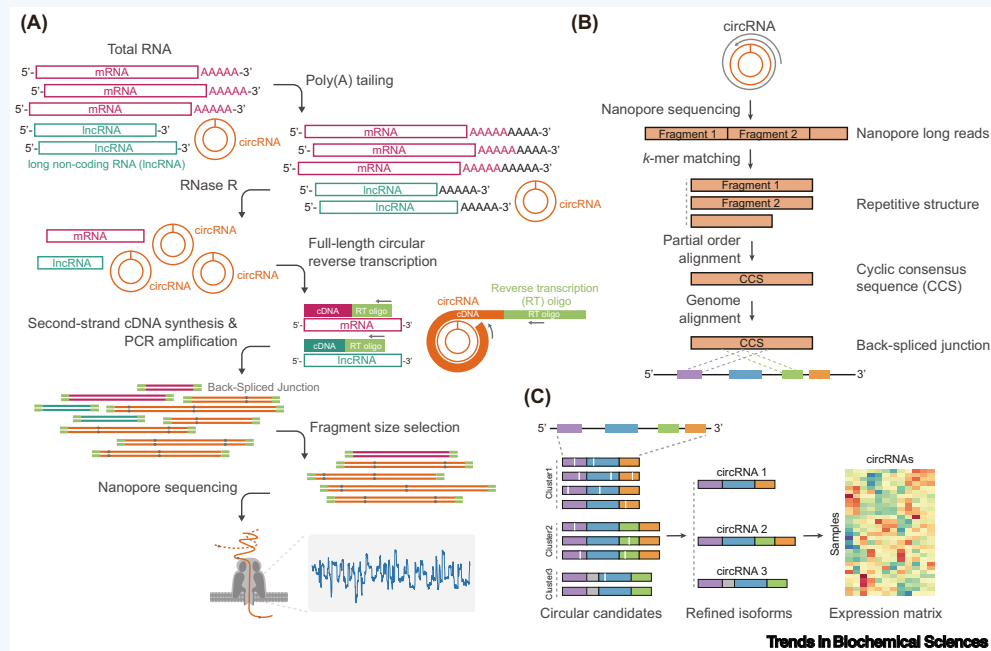 (A)
Total RNA
5'- mRNA AAAAA-3'
5'- mRNA AAAAA-3'
5'- mRNA AAAAA-3'
5'- lncRNA -3'
5'- lncRNA -3'
circRNA
long non-coding RNA (lncRNA)
Poly(A) tailing
5'- mRNA AAAAAAAAA-3'
5'- mRNA AAAAAAAAA-3'
5'- mRNA AAAAAAAAA-3'
5'- lncRNA AAAAA-3'
5'- lncRNA AAAAA-3'
circRNA
RNase R
mRNA
lncRNA
circRNA
circRNA
circRNA
Full-length circular
reverse transcription
cDNA RT oligo
5'- mRNA -3'
cDNA RT oligo
5'- lncRNA -3'
circRNA
cDNA
Reverse transcription
(RT) oligo
Second-strand cDNA synthesis &
PCR amplification
Back-Spliced Junction
Fragment size selection
Nanopore sequencing
(B)
circRNA
Nanopore sequencing
Fragment 1 Fragment 2
Nanopore long reads
k-mer matching
Fragment 1
Fragment 2
Repetitive structure
Partial order
alignment
CCS
Cyclic consensus
sequence (CCS)
Genome
alignment
CCS
Back-spliced junction
5' 3'
(C)
5' 3'
Cluster1
Cluster2
Cluster3
Circular candidates
circRNA 1
circRNA 2
circRNA 3
Refined isoforms
circRNAs
Samples
Expression matrix
Trends in Biochemical Sciences